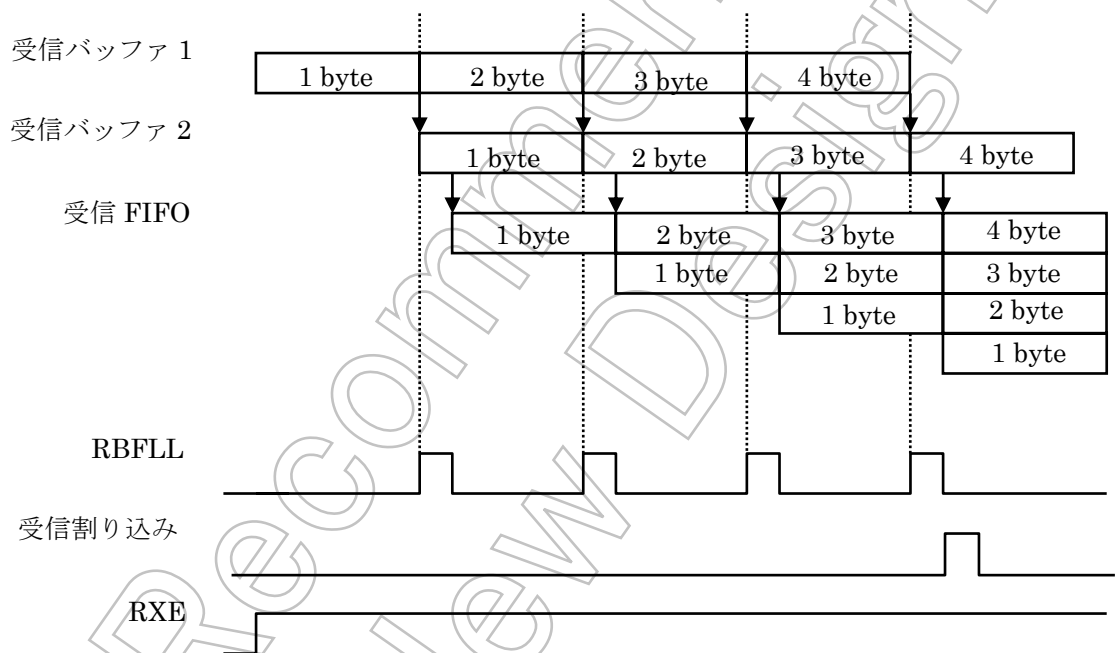 受信バッファ 1
1 byte 2 byte 3 byte 4 byte
受信バッファ 2
1 byte 2 byte 3 byte 4 byte
受信 FIFO
1 byte 2 byte 3 byte 4 byte
1 byte 2 byte 3 byte
1 byte 2 byte
1 byte
RBFLL
受信割り込み
RXE
Recommen
New Design